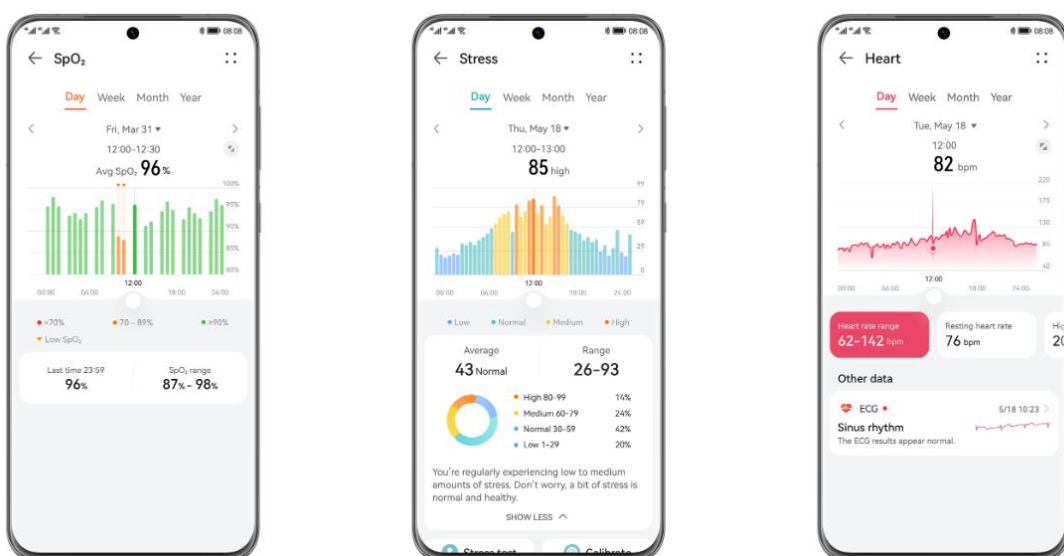 08:08
← SpO₂
Day Week Month Year
Fri, Mar 31
12:00-12:30
Avg SpO₂ 96%
100%
95%
90%
85%
80%
12:00
00:00 06:00 18:00 24:00
<70% 70 - 89% >90%
Low SpO₂
Last time 23:59 SpO₂ range
96% 87% ~ 98%
08:08
← Stress
Day Week Month Year
Thu, May 18
12:00-13:00
85 high
99
79
59
29
0
12:00
00:00 06:00 18:00 24:00
Low Normal Medium High
Average Range
43 Normal 26-93
High 80-99 14%
Medium 60-79 24%
Normal 30-59 42%
Low 1-29 20%
You're regularly experiencing low to medium
amounts of stress. Don't worry, a bit of stress is
normal and healthy.
SHOW LESS
Stress test Calibrate
08:08
← Heart
Day Week Month Year
Tue, May 18
12:00
82 bpm
220
175
130
85
40
12:00
00:00 06:00 18:00 24:00
Heart rate range Resting heart rate
62-142 bpm 76 bpm
Other data
ECG 5/18 10:23
Sinus rhythm
The ECG results appear normal.